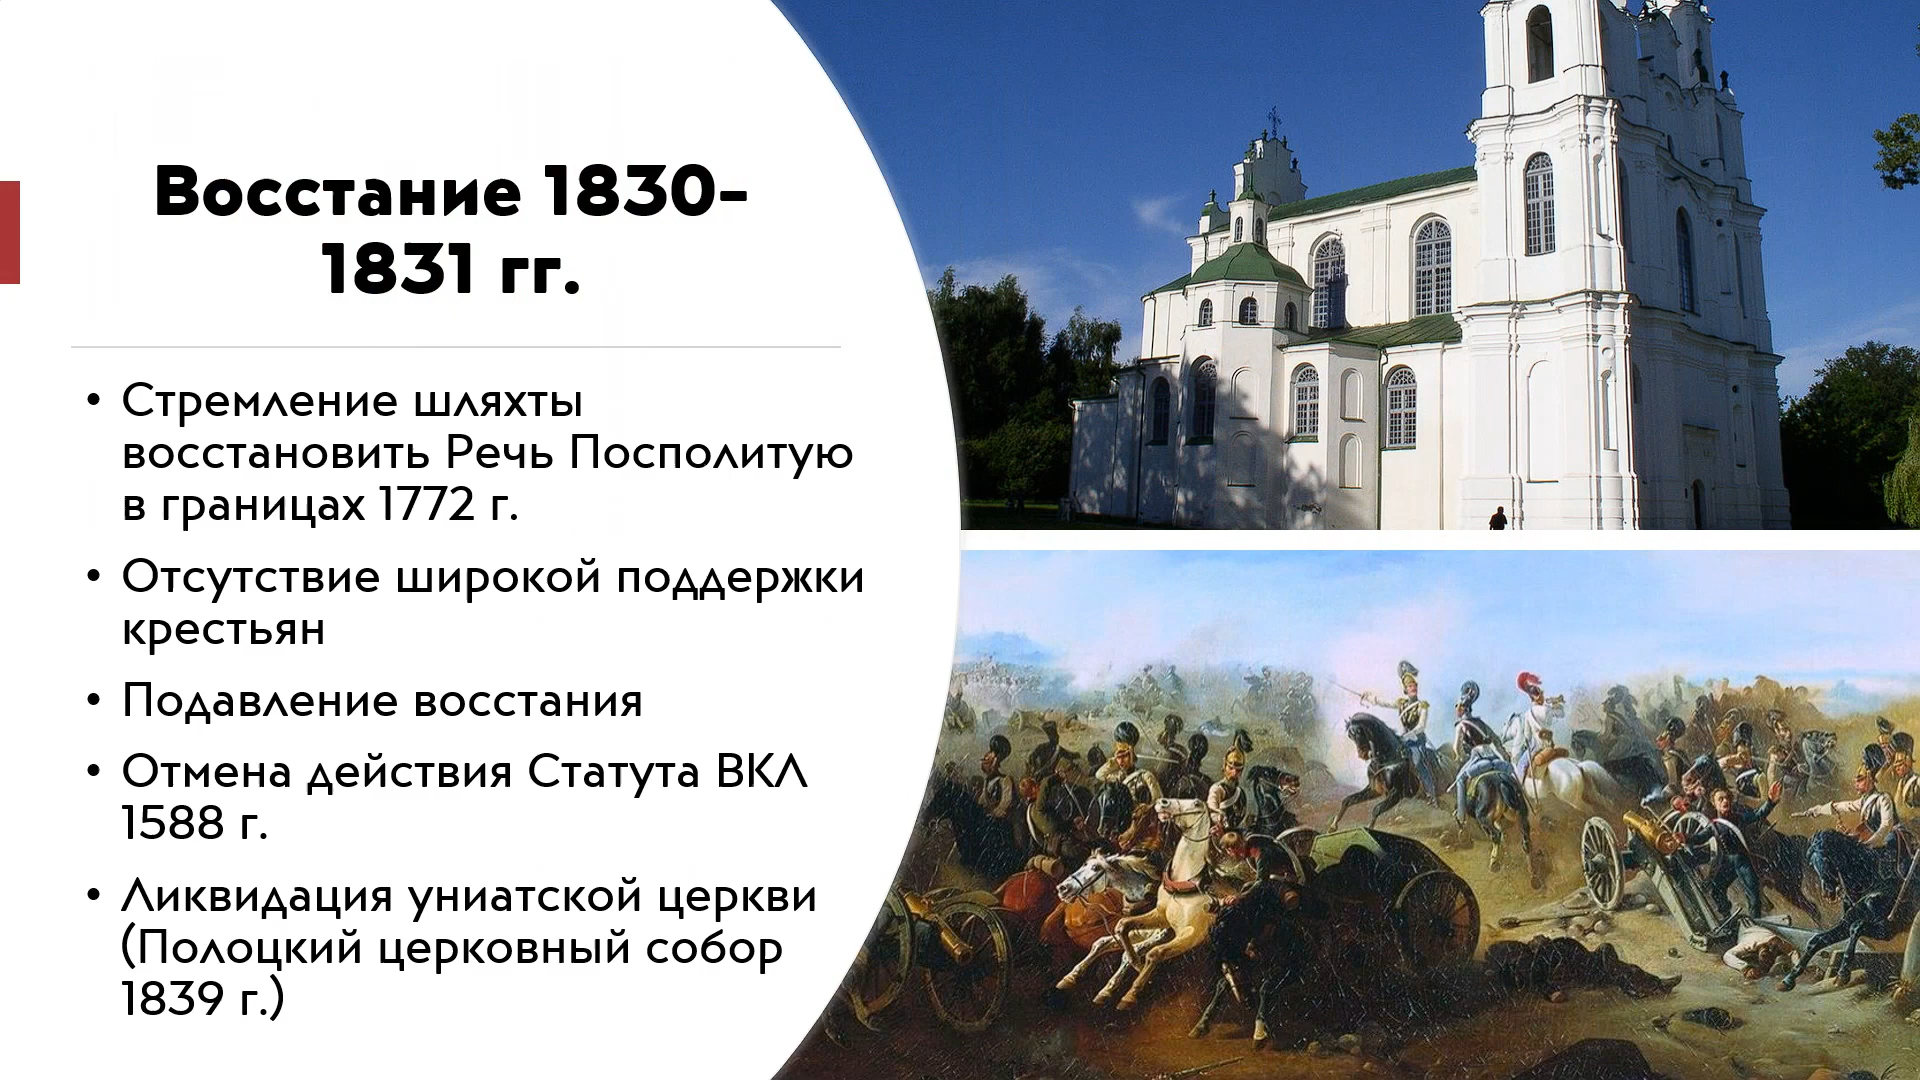 Восстание 1830-
1831 гг.
• Стремление шляхты
восстановить Речь Посполитую
в границах 1772 г.
• Отсутствие широкой поддержки
крестьян
• Подавление восстания
• Отмена действия Статута ВКЛ
1588 г.
• Ликвидация униатской церкви
(Полоцкий церковный собор
1839 г.)